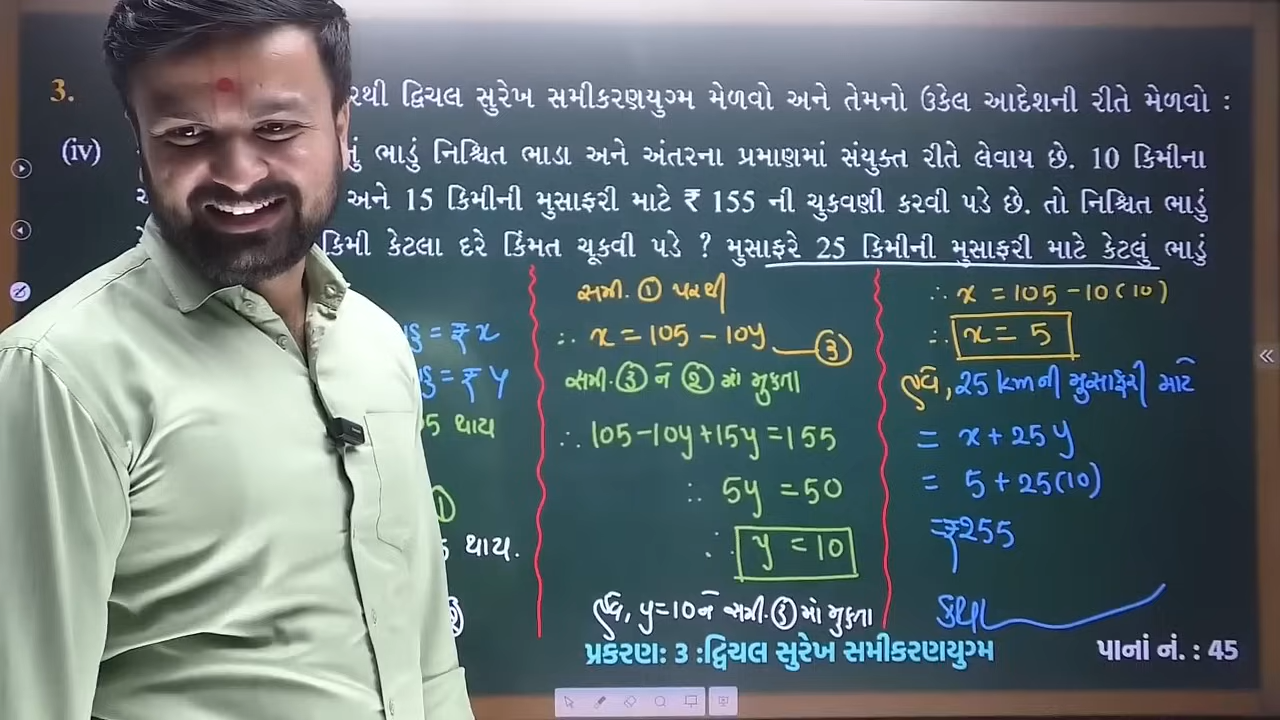 3. રથી દ્વિચલ સુરેખ સમીકરણયુગ્મ મેળવો અને તેમનો ઉકેલ આદેશની રીતે મેળવો :
(iv) નું ભાડું નિશ્ચિત ભાડા અને અંતરના પ્રમાણમાં સંયુક્ત રીતે લેવાય છે. 10 કિમીના
અને 15 કિમીની મુસાફરી માટે ₹ 155 ની ચુકવણી કરવી પડે છે. તો નિશ્ચિત ભાડું
કિમી કેટલા દરે કિંમત ચૂકવી પડે ? મુસાફરે 25 કિમીની મુસાફરી માટે કેટલું ભાડું
= ₹ x
= ₹ y
05 થાય
①
5 થાય.
②
સમી. ① પરથી
∴ x = 105 - 10y — ③
સમી. ③ ને ② માં મુકતા
∴ 105-10y+15y=155
∴ 5y = 50
∴ y = 10
હવે, y=10 ને સમી. ③ માં મુકતા
∴ x = 105 - 10(10)
∴ x = 5
હવે, 25 km ની મુસાફરી માટે
= x + 25y
= 5 + 25(10)
= ₹255
પ્રકરણ: 3 :દ્વિચલ સુરેખ સમીકરણયુગ્મ
પાનાં નં. : 45